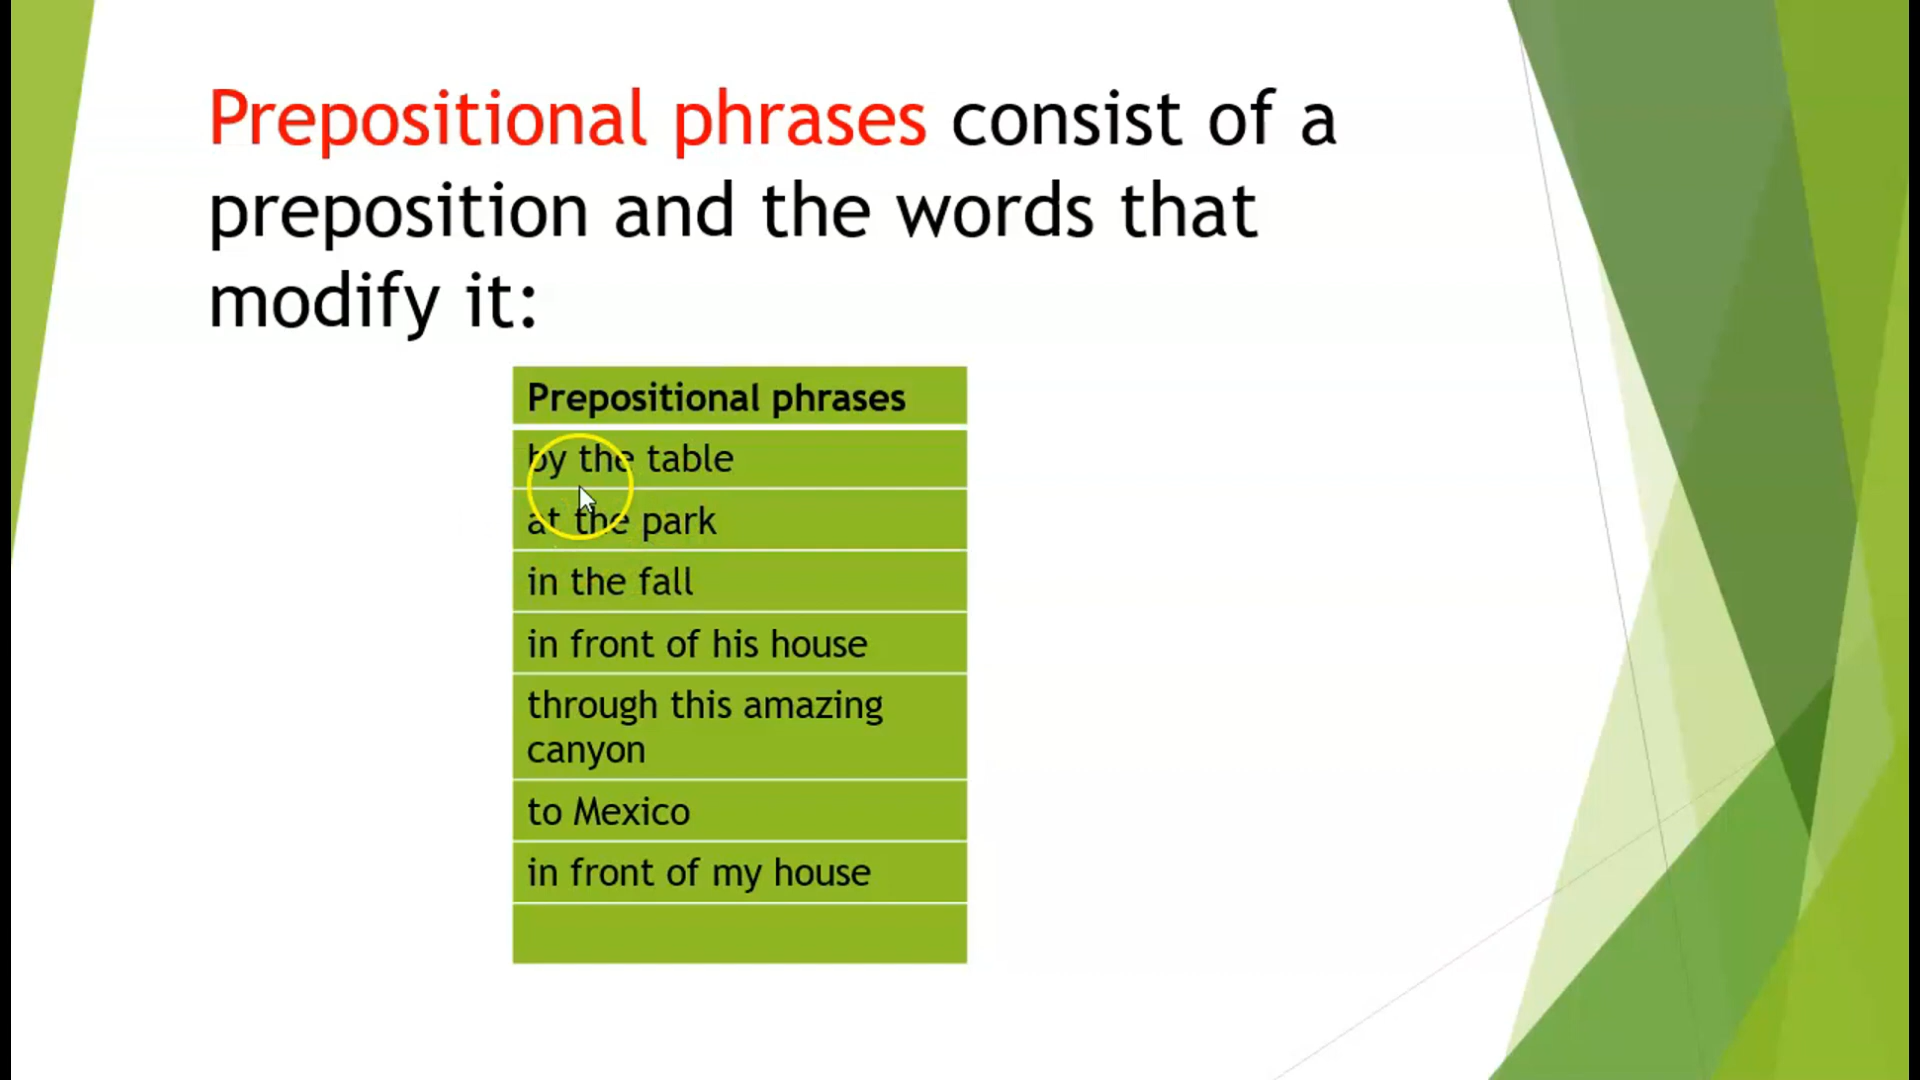 Prepositional phrases consist of a
preposition and the words that
modify it:
Prepositional phrases
by the table
at the park
in the fall
in front of his house
through this amazing
canyon
to Mexico
in front of my house